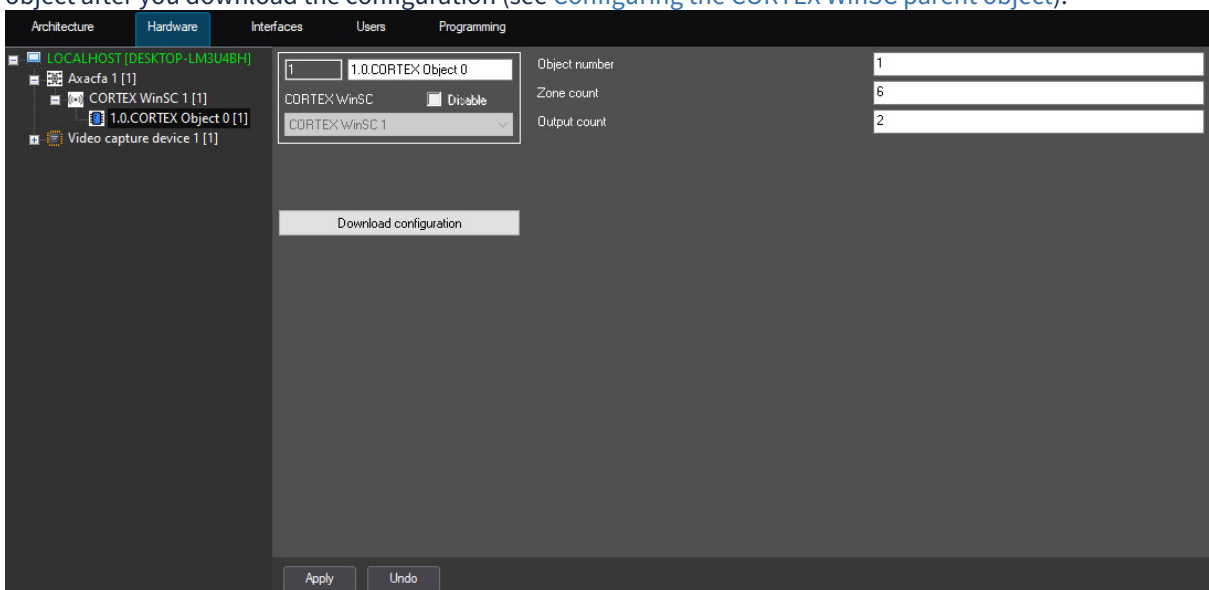 object after you download the configuration (see Configuring the CORTEX WinSC parent object).
Architecture Hardware Interfaces Users Programming
LOCALHOST [DESKTOP-LM3U4BH]
Axacfa 1 [1]
CORTEX WinSC 1 [1]
1.0.CORTEX Object 0 [1]
Video capture device 1 [1]
1 1.0.CORTEX Object 0
CORTEX WinSC Disable
CORTEX WinSC 1
Download configuration
Object number 1
Zone count 6
Output count 2
Apply Undo